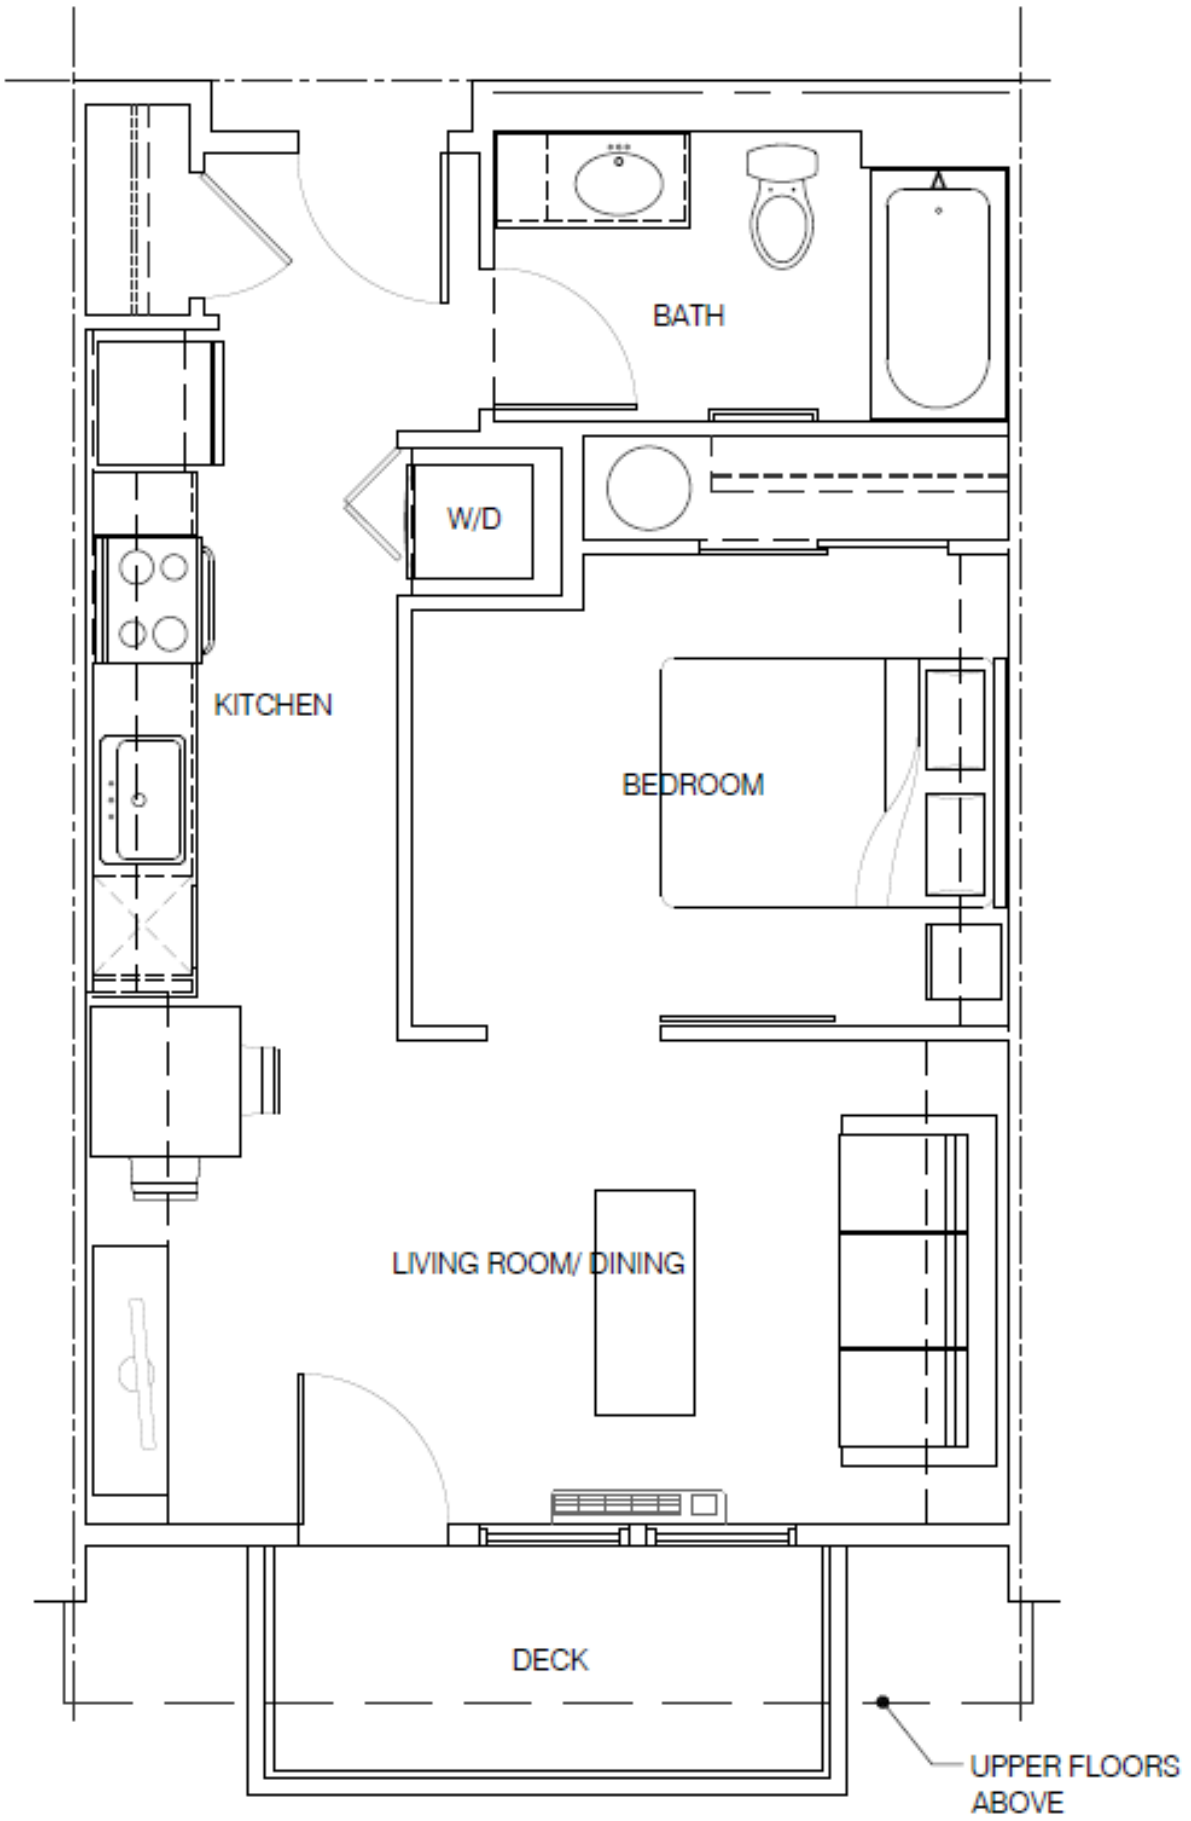 BATH
W/D
KITCHEN
BEDROOM
LIVING ROOM/ DINING
DECK
UPPER FLOORS
ABOVE